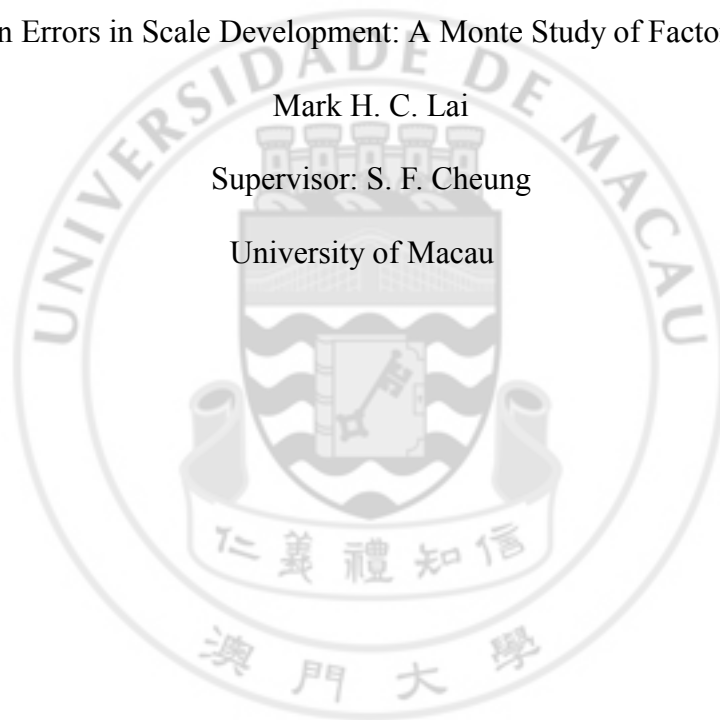 n Errors in Scale Development: A Monte Study of Facto
Mark H. C. Lai
Supervisor: S. F. Cheung
University of Macau
UNIVERSIDADE DE MACAU
仁義禮知信
澳門大學